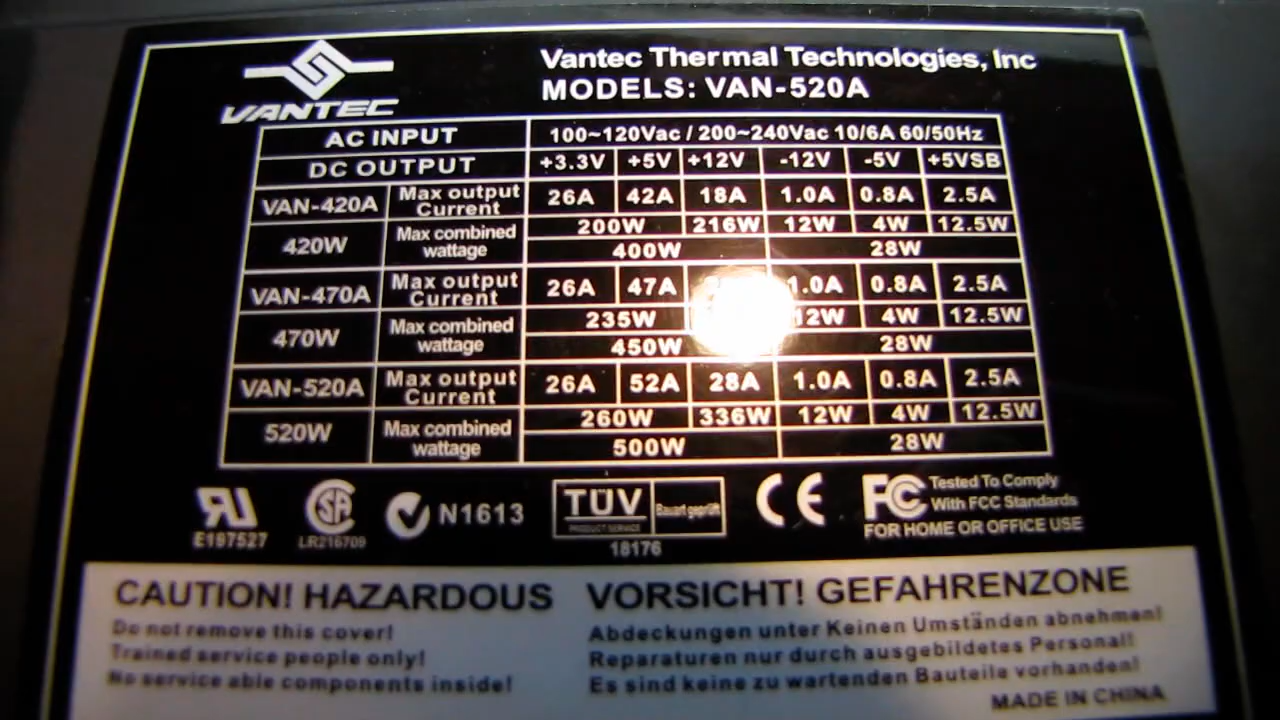 VANTEC
Vantec Thermal Technologies, Inc
MODELS: VAN-520A
AC INPUT 100~120Vac / 200~240Vac 10/6A 60/50Hz
DC OUTPUT +3.3V +5V +12V -12V -5V +5VSB
VAN-420A Max output Current 26A 42A 18A 1.0A 0.8A 2.5A
420W Max combined wattage 200W 216W 12W 4W 12.5W
400W 28W
VAN-470A Max output Current 26A 47A 1.0A 0.8A 2.5A
470W Max combined wattage 235W 12W 4W 12.5W
450W 28W
VAN-520A Max output Current 26A 52A 28A 1.0A 0.8A 2.5A
520W Max combined wattage 260W 336W 12W 4W 12.5W
500W 28W
E197527
LR216709
N1613
TÜV
PRODUCT SERVICE
Bauart geprüft
18176
CE
FC Tested To Comply
With FCC Standards
FOR HOME OR OFFICE USE
CAUTION! HAZARDOUS
Do not remove this cover!
Trained service people only!
No service able components inside!
VORSICHT! GEFAHRENZONE
Abdeckungen unter Keinen Umständen abnehmen!
Reparaturen nur durch ausgebildetes Personal!
Es sind keine zu wartenden Bauteile vorhanden!
MADE IN CHINA